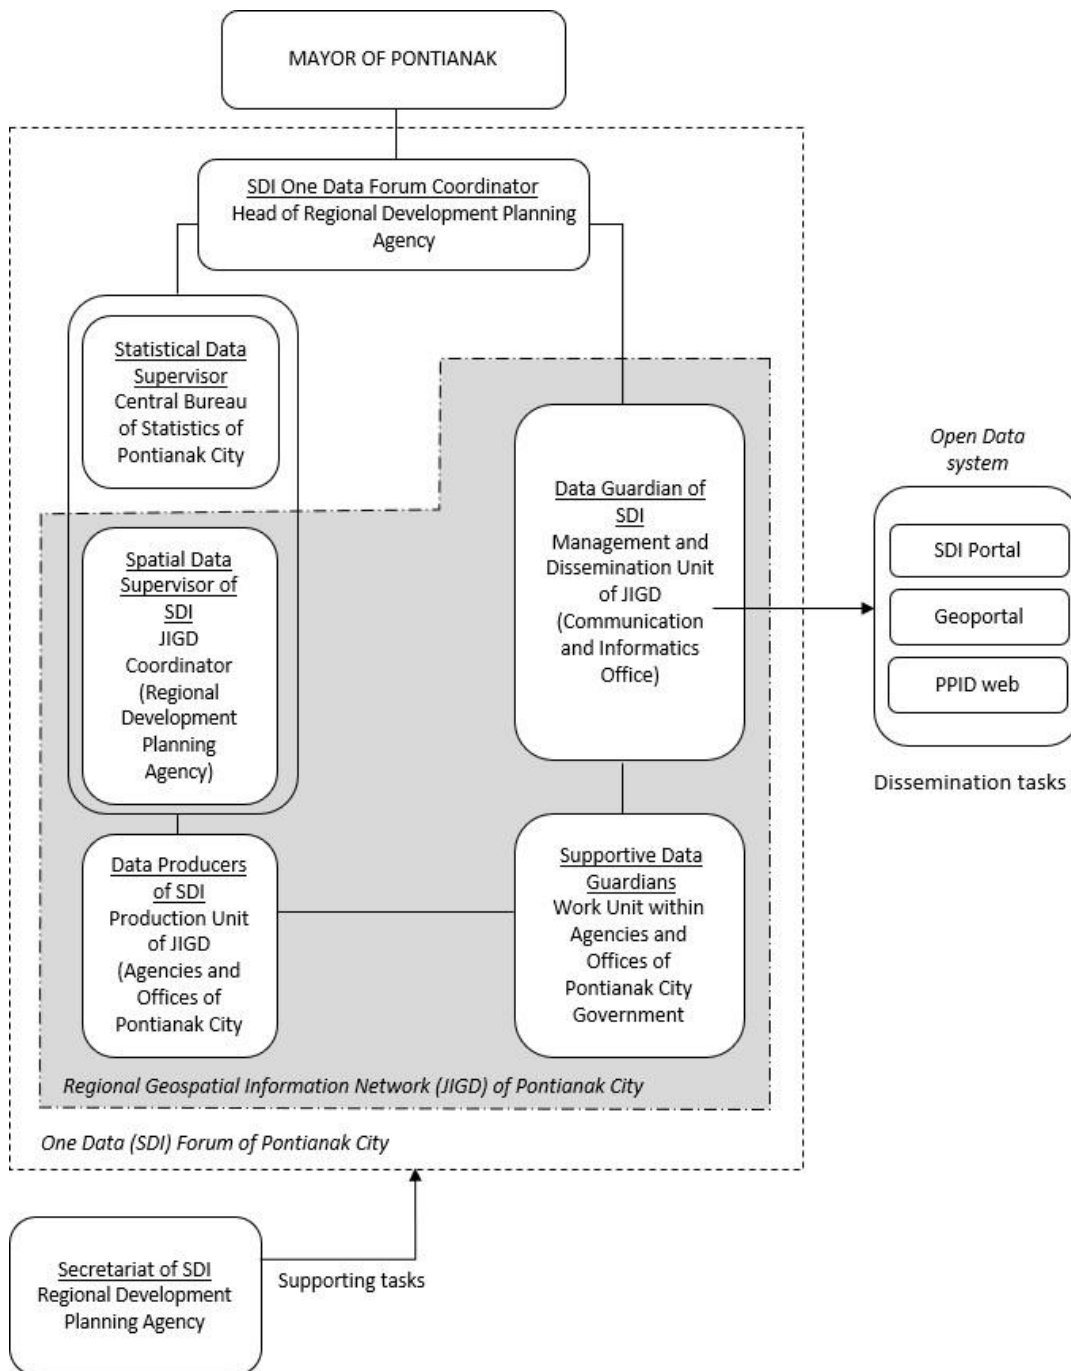 MAYOR OF PONTIANAK
SDI One Data Forum Coordinator
Head of Regional Development Planning
Agency
Statistical Data
Supervisor
Central Bureau
of Statistics of
Pontianak City
Spatial Data
Supervisor of
SDI
JIGD
Coordinator
(Regional
Development
Planning
Agency)
Data Guardian of
SDI
Management and
Dissemination Unit
of JIGD
(Communication
and Informatics
Office)
Open Data
system
SDI Portal
Geoportal
PPID web
Dissemination tasks
Data Producers
of SDI
Production Unit
of JIGD
(Agencies and
Offices of
Pontianak City
Supportive Data
Guardians
Work Unit within
Agencies and
Offices of
Pontianak City
Government
Regional Geospatial Information Network (JIGD) of Pontianak City
One Data (SDI) Forum of Pontianak City
Secretariat of SDI
Regional Development
Planning Agency
Supporting tasks